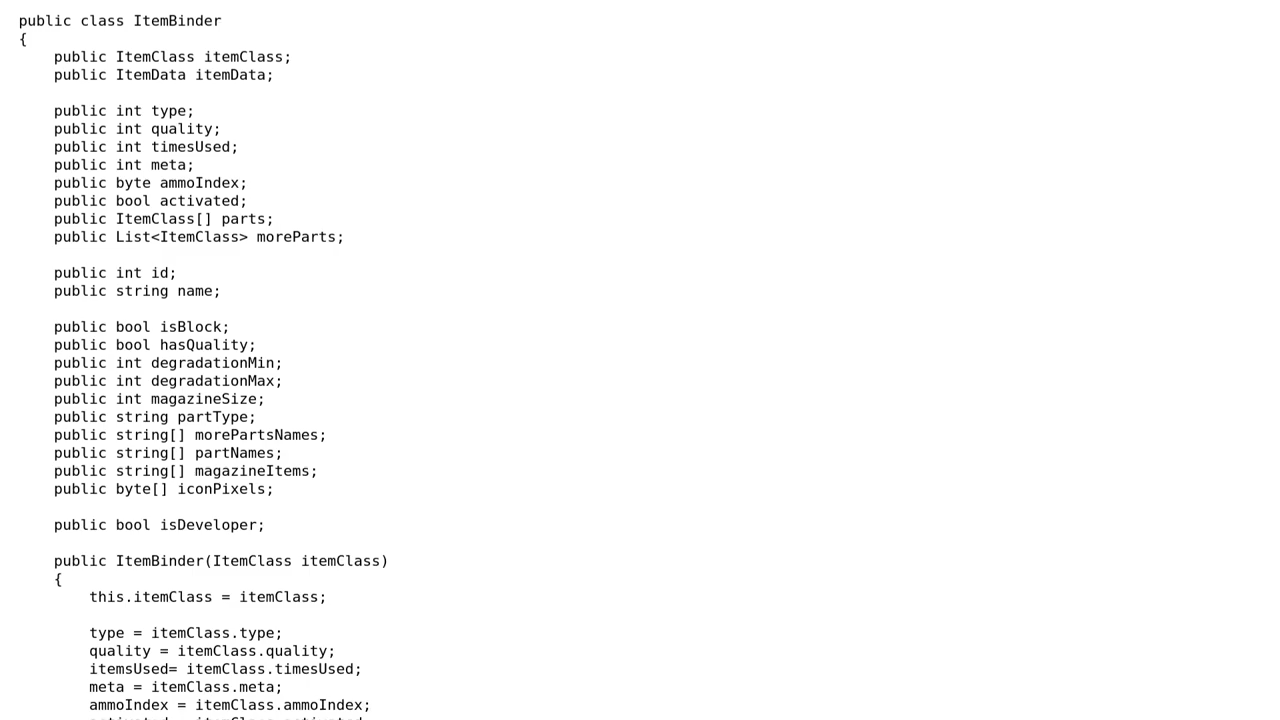 public class ItemBinder
{
    public ItemClass itemClass;
    public ItemData itemData;

    public int type;
    public int quality;
    public int timesUsed;
    public int meta;
    public byte ammoIndex;
    public bool activated;
    public ItemClass[] parts;
    public List<ItemClass> moreParts;

    public int id;
    public string name;

    public bool isBlock;
    public bool hasQuality;
    public int degradationMin;
    public int degradationMax;
    public int magazineSize;
    public string partType;
    public string[] morePartsNames;
    public string[] partNames;
    public string[] magazineItems;
    public byte[] iconPixels;

    public bool isDeveloper;

    public ItemBinder(ItemClass itemClass)
    {
        this.itemClass = itemClass;

        type = itemClass.type;
        quality = itemClass.quality;
        itemsUsed= itemClass.timesUsed;
        meta = itemClass.meta;
        ammoIndex = itemClass.ammoIndex;